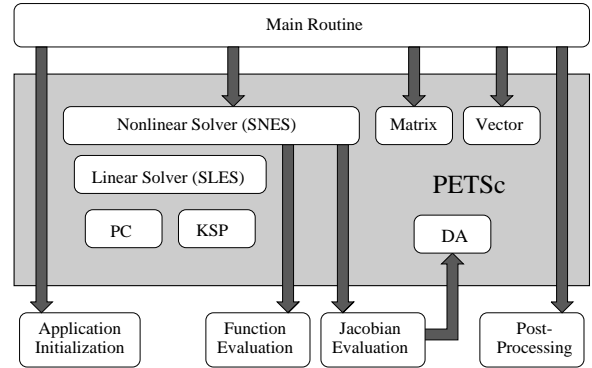 Main Routine
Nonlinear Solver (SNES)
Matrix
Vector
Linear Solver (SLES)
PETSc
PC
KSP
DA
Application
Initialization
Function
Evaluation
Jacobian
Evaluation
Post-
Processing